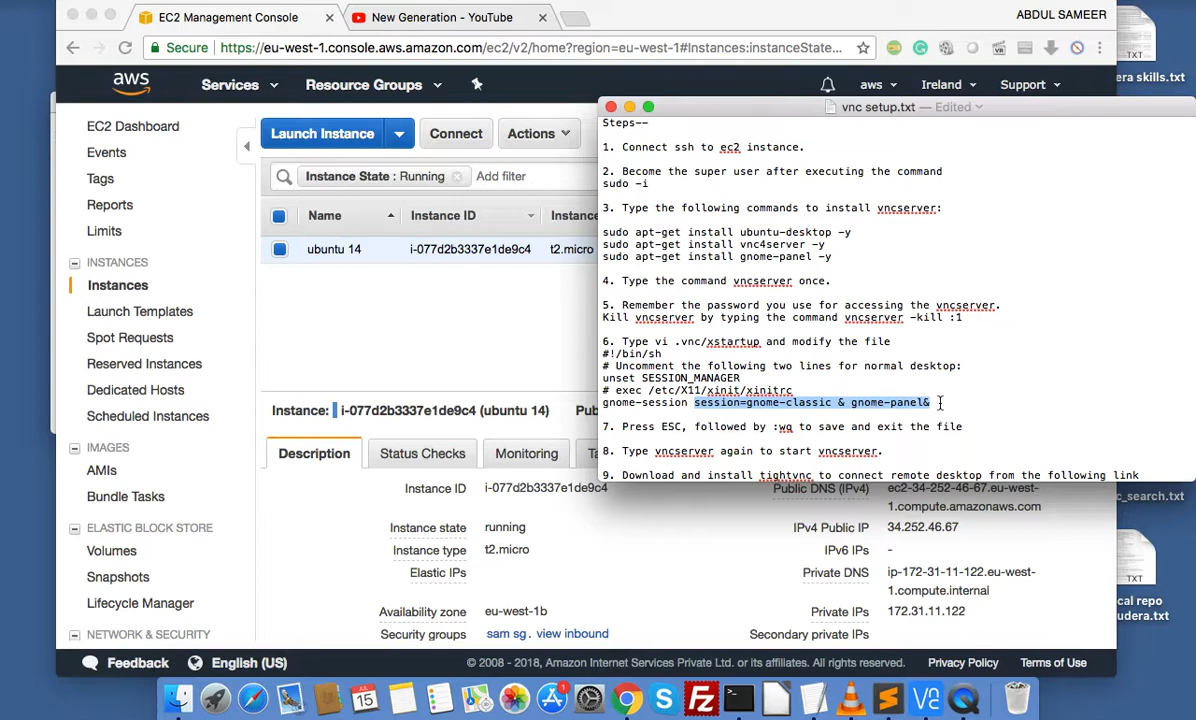 EC2 Management Console
New Generation - YouTube
ABDUL SAMEER
Secure
https://eu-west-1.console.aws.amazon.com/ec2/v2/home?region=eu-west-1#Instances:instanceState...
aws
Services
Resource Groups
aws
Ireland
Support
TXT
era skills.txt
EC2 Dashboard
Events
Tags
Reports
Limits
INSTANCES
Instances
Launch Templates
Spot Requests
Reserved Instances
Dedicated Hosts
Scheduled Instances
IMAGES
AMIs
Bundle Tasks
ELASTIC BLOCK STORE
Volumes
Snapshots
Lifecycle Manager
NETWORK & SECURITY
Launch Instance
Connect
Actions
Instance State : Running
Add filter
Name
Instance ID
Instance
ubuntu 14
i-077d2b3337e1de9c4
t2.micro
Instance: i-077d2b3337e1de9c4 (ubuntu 14)
Description
Status Checks
Monitoring
Instance ID
i-077d2b3337e1de9c4
Public DNS (IPv4)
ec2-34-252-46-67.eu-west-
1.compute.amazonaws.com
Instance state
running
IPv4 Public IP
34.252.46.67
Instance type
t2.micro
IPv6 IPs
-
Elastic IPs
Private DNS
ip-172-31-11-122.eu-west-
1.compute.internal
Availability zone
eu-west-1b
Private IPs
172.31.11.122
Security groups
sam sg. view inbound
Secondary private IPs
vnc setup.txt — Edited
Steps--
1. Connect ssh to ec2 instance.
2. Become the super user after executing the command
sudo -i
3. Type the following commands to install vncserver:
sudo apt-get install ubuntu-desktop -y
sudo apt-get install vnc4server -y
sudo apt-get install gnome-panel -y
4. Type the command vncserver once.
5. Remember the password you use for accessing the vncserver.
Kill vncserver by typing the command vncserver -kill :1
6. Type vi .vnc/xstartup and modify the file
#!/bin/sh
# Uncomment the following two lines for normal desktop:
unset SESSION_MANAGER
# exec /etc/X11/xinit/xinitrc
gnome-session session=gnome-classic & gnome-panel&
7. Press ESC, followed by :wq to save and exit the file
8. Type vncserver again to start vncserver.
9. Download and install tightvnc to connect remote desktop from the following link
c_search.txt
TXT
cal repo
udera.txt
Feedback
English (US)
© 2008 - 2018, Amazon Internet Services Private Ltd. or its affiliates. All rights reserved.
Privacy Policy
Terms of Use